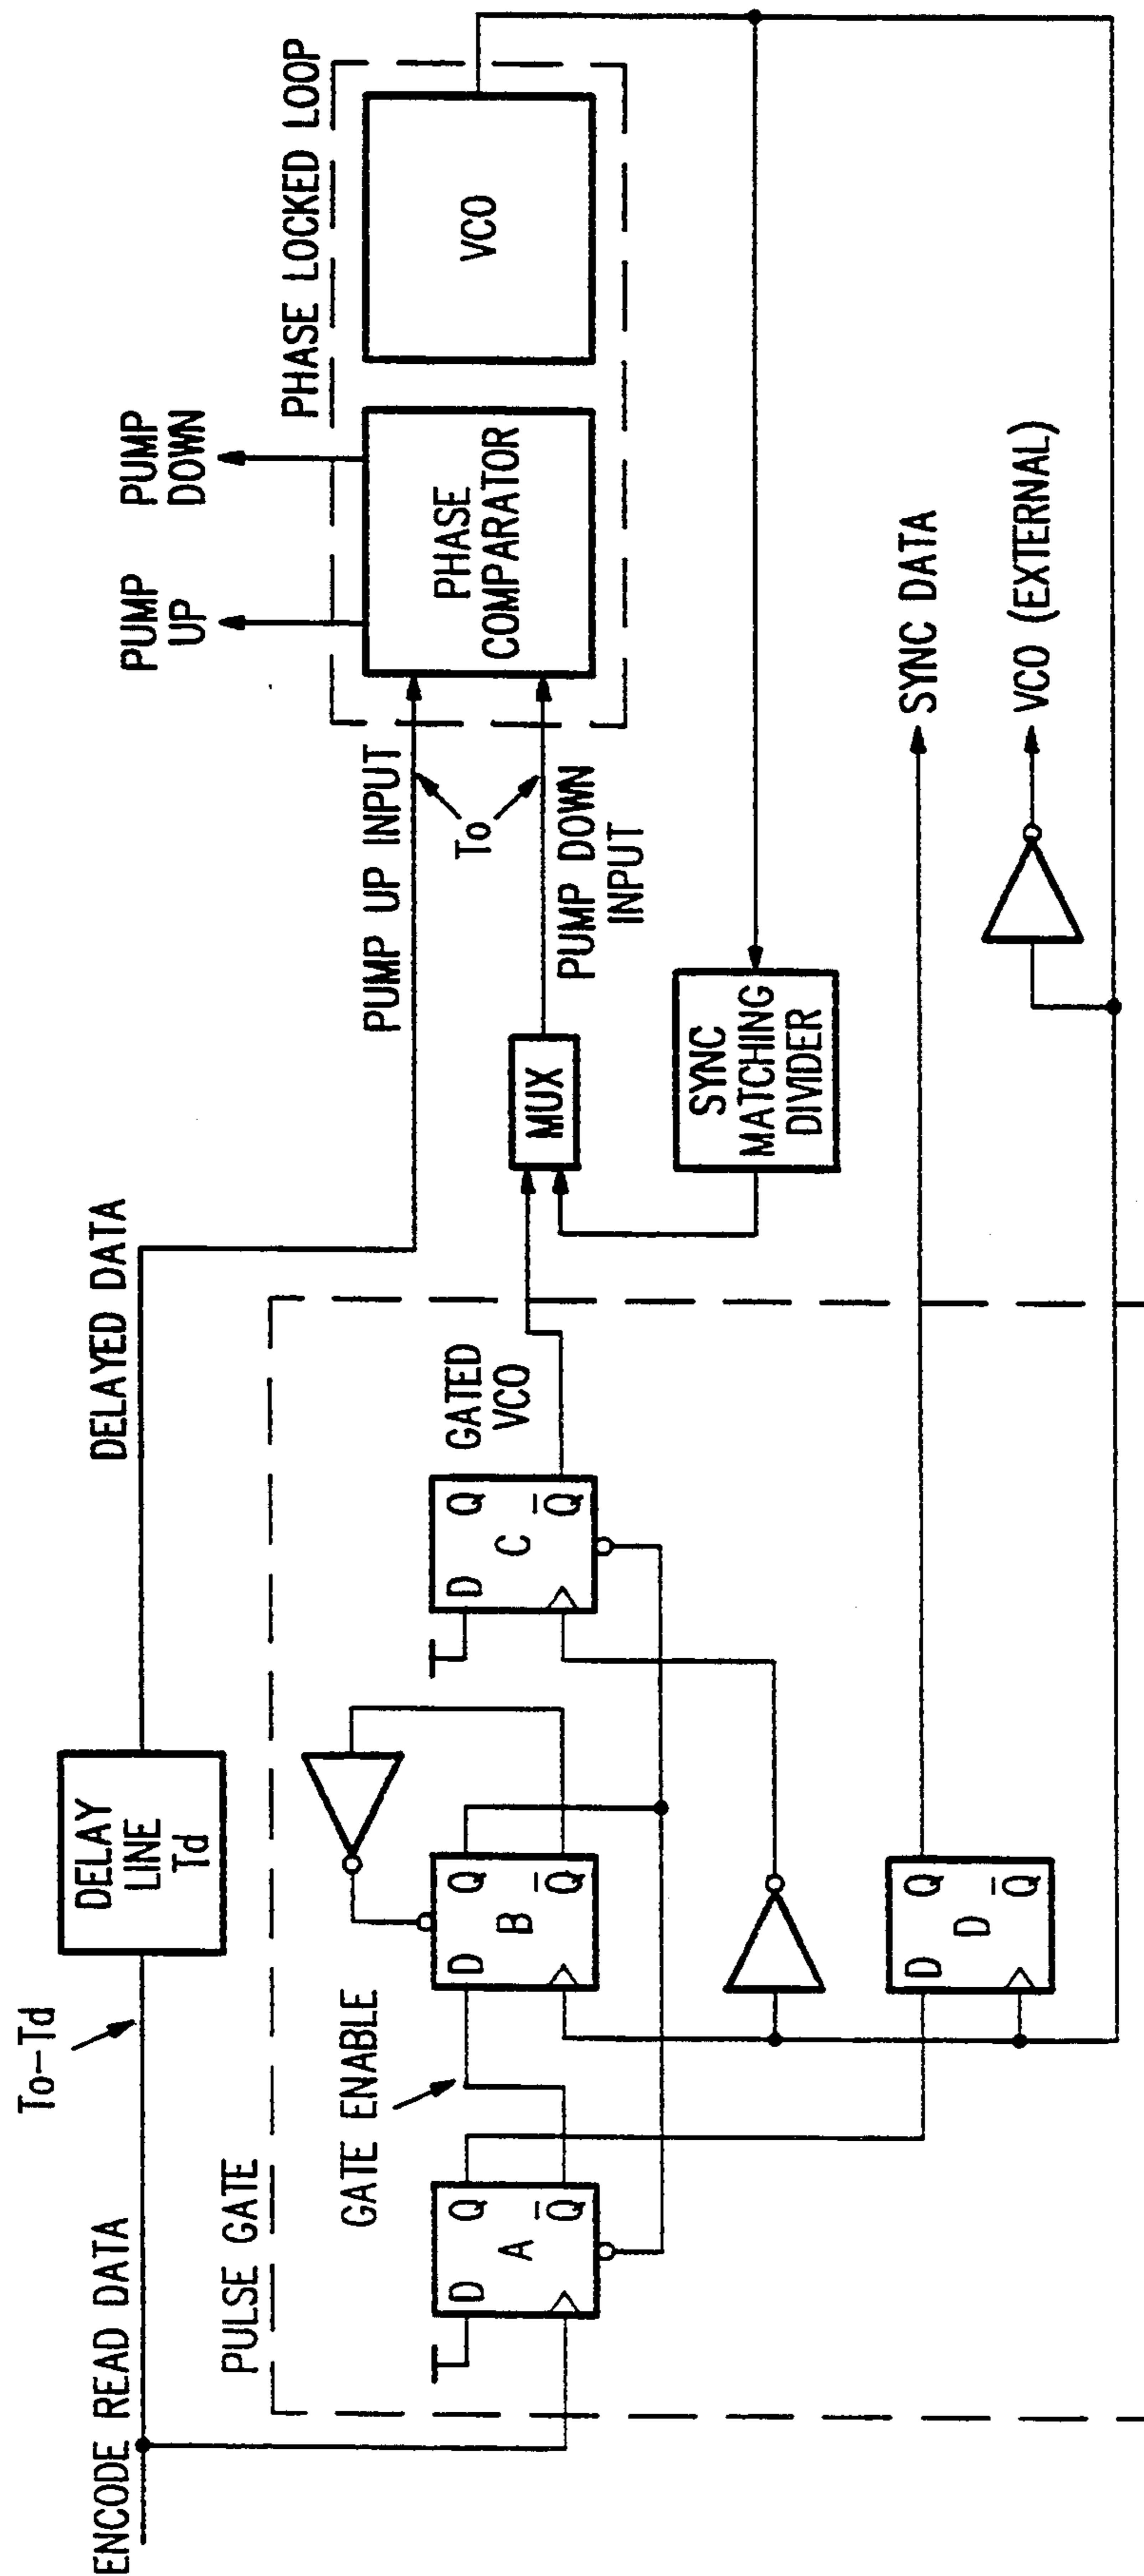 ENCODE READ DATA
To-Td
DELAY
LINE
Td
DELAYED DATA
PUMP UP INPUT
To
PUMP DOWN
INPUT
PUMP
UP
PUMP
DOWN
PHASE LOCKED LOOP
PHASE
COMPARATOR
VCO
PULSE GATE
GATE ENABLE
D Q
A
Q̅
D Q
B
Q̅
D Q
C
Q̅
GATED
VCO
MUX
SYNC
MATCHING
DIVIDER
D Q
D
Q̅
SYNC DATA
VCO (EXTERNAL)